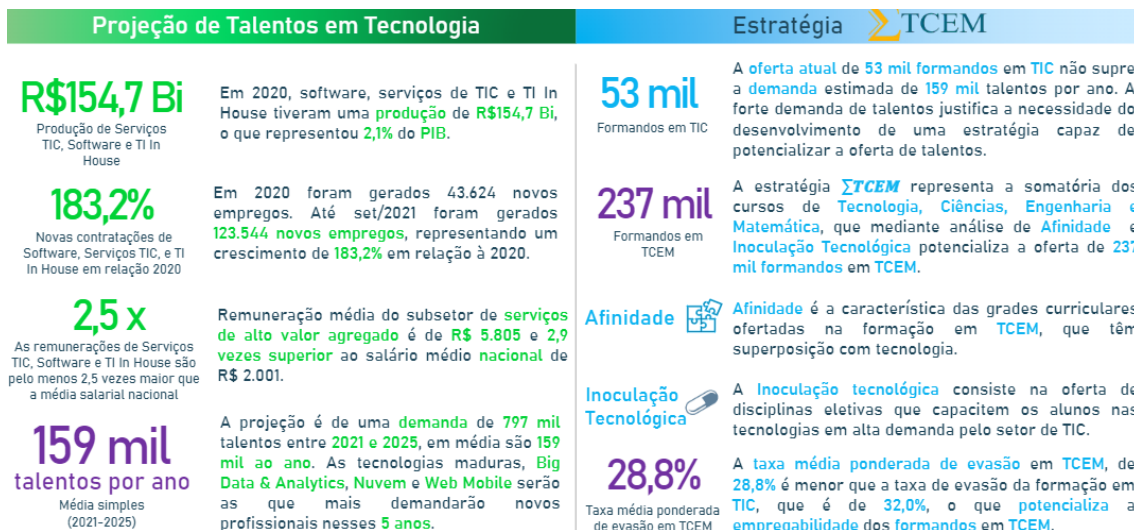 Projeção de Talentos em Tecnologia
R$154,7 Bi
Produção de Serviços
TIC, Software e TI In
House
Em 2020, software, serviços de TIC e TI In
House tiveram uma produção de R$154,7 Bi,
o que representou 2,1% do PIB.
183,2%
Novas contratações de
Software, Serviços TIC, e TI
In House em relação 2020
Em 2020 foram gerados 43.624 novos
empregos. Até set/2021 foram gerados
123.544 novos empregos, representando um
crescimento de 183,2% em relação à 2020.
2,5 x
As remunerações de Serviços
TIC, Software e TI In House são
pelo menos 2,5 vezes maior que
a média salarial nacional
Remuneração média do subsetor de serviços
de alto valor agregado é de R$ 5.805 e 2,9
vezes superior ao salário médio nacional de
R$ 2.001.
159 mil
talentos por ano
Média simples
(2021-2025)
A projeção é de uma demanda de 797 mil
talentos entre 2021 e 2025, em média são 159
mil ao ano. As tecnologias maduras, Big
Data & Analytics, Nuvem e Web Mobile serão
as que mais demandarão novos
profissionais nesses 5 anos.
Estratégia ∑TCEM
53 mil
Formandos em TIC
A oferta atual de 53 mil formandos em TIC não supre
a demanda estimada de 159 mil talentos por ano. A
forte demanda de talentos justifica a necessidade do
desenvolvimento de uma estratégia capaz de
potencializar a oferta de talentos.
237 mil
Formandos em
TCEM
A estratégia ∑TCEM representa a somatória dos
cursos de Tecnologia, Ciências, Engenharia e
Matemática, que mediante análise de Afinidade e
Inoculação Tecnológica potencializa a oferta de 237
mil formandos em TCEM.
Afinidade
Afinidade é a característica das grades curriculares
ofertadas na formação em TCEM, que têm
superposição com tecnologia.
Inoculação
Tecnológica
A Inoculação tecnológica consiste na oferta de
disciplinas eletivas que capacitem os alunos nas
tecnologias em alta demanda pelo setor de TIC.
28,8%
Taxa média ponderada
de evasão em TCEM
A taxa média ponderada de evasão em TCEM, de
28,8% é menor que a taxa de evasão da formação em
TIC, que é de 32,0%, o que potencializa a
empregabilidade dos formandos em TCEM.